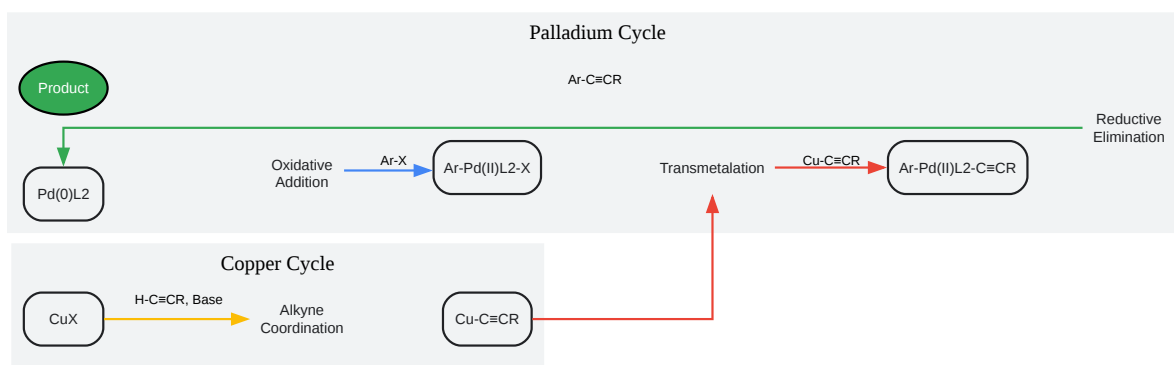 Palladium Cycle
Product
Ar-C≡CR
Reductive
Elimination
Pd(0)L2
Oxidative
Addition
Ar-X
Ar-Pd(II)L2-X
Transmetalation
Cu-C≡CR
Ar-Pd(II)L2-C≡CR
Copper Cycle
CuX
H-C≡CR, Base
Alkyne
Coordination
Cu-C≡CR